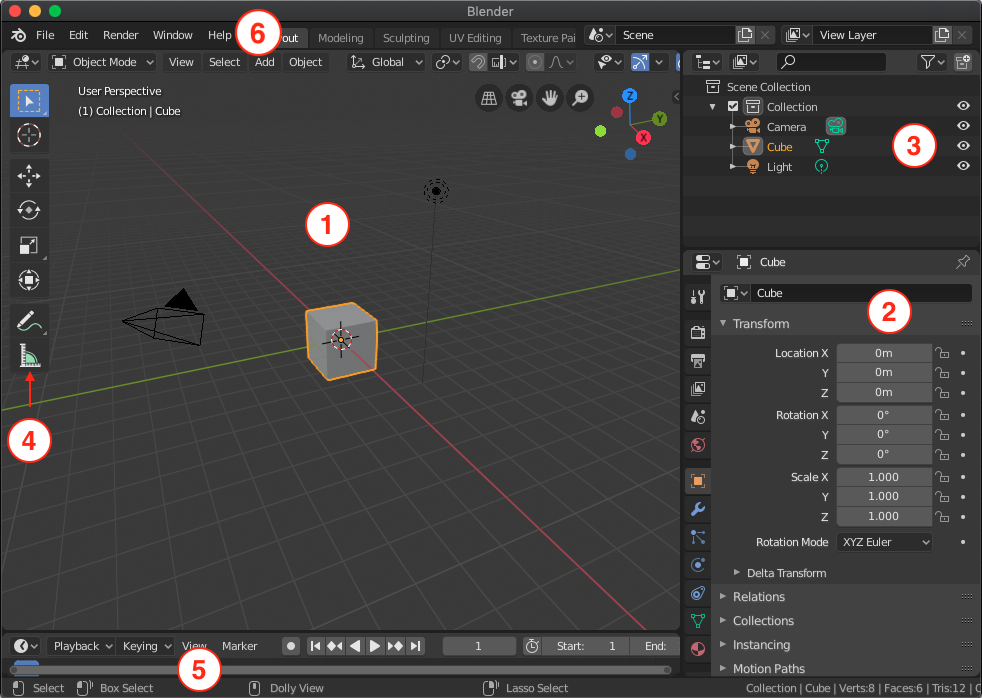 Blender
File Edit Render Window Help 6 out Modeling Sculpting UV Editing Texture Pai Scene View Layer
Object Mode View Select Add Object Global
User Perspective
(1) Collection | Cube
Z
Y
X
Scene Collection
Collection
Camera
Cube
Light
3
1
Cube
Cube
2
Transform
Location X 0m
Y 0m
Z 0m
Rotation X 0°
Y 0°
Z 0°
Scale X 1.000
Y 1.000
Z 1.000
Rotation Mode XYZ Euler
Delta Transform
Relations
Collections
Instancing
Motion Paths
4
Playback Keying View Marker 1 Start: 1 End:
5
Select Box Select Dolly View Lasso Select Collection | Cube | Verts:8 | Faces:6 | Tris:12 |